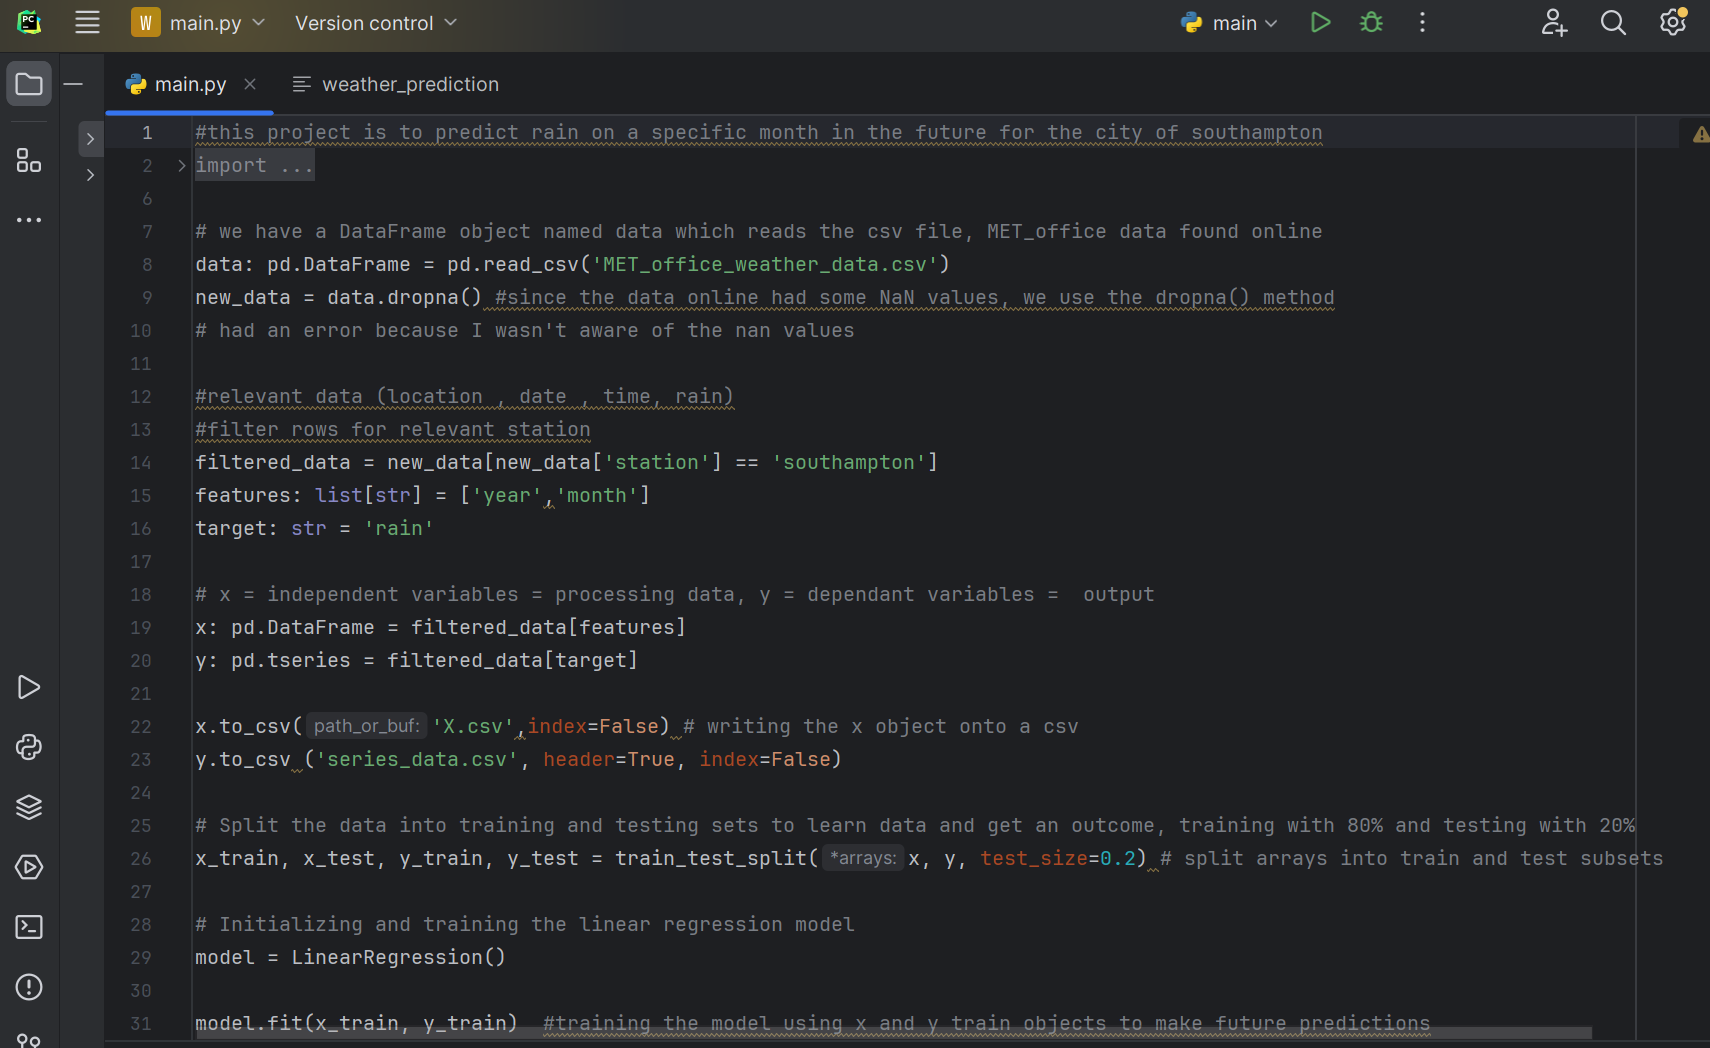 PC
W main.py Version control main
main.py weather_prediction
1 #this project is to predict rain on a specific month in the future for the city of southampton
2 import ...
6
7 # we have a DataFrame object named data which reads the csv file, MET_office data found online
8 data: pd.DataFrame = pd.read_csv('MET_office_weather_data.csv')
9 new_data = data.dropna() #since the data online had some NaN values, we use the dropna() method
10 # had an error because I wasn't aware of the nan values
11
12 #relevant data (location , date , time, rain)
13 #filter rows for relevant station
14 filtered_data = new_data[new_data['station'] == 'southampton']
15 features: list[str] = ['year','month']
16 target: str = 'rain'
17
18 # x = independent variables = processing data, y = dependant variables =  output
19 x: pd.DataFrame = filtered_data[features]
20 y: pd.tseries = filtered_data[target]
21
22 x.to_csv( path_or_buf: 'X.csv',index=False) # writing the x object onto a csv
23 y.to_csv ('series_data.csv', header=True, index=False)
24
25 # Split the data into training and testing sets to learn data and get an outcome, training with 80% and testing with 20%
26 x_train, x_test, y_train, y_test = train_test_split( *arrays: x, y, test_size=0.2) # split arrays into train and test subsets
27
28 # Initializing and training the linear regression model
29 model = LinearRegression()
30
31 model.fit(x_train, y_train)  #training the model using x and y train objects to make future predictions